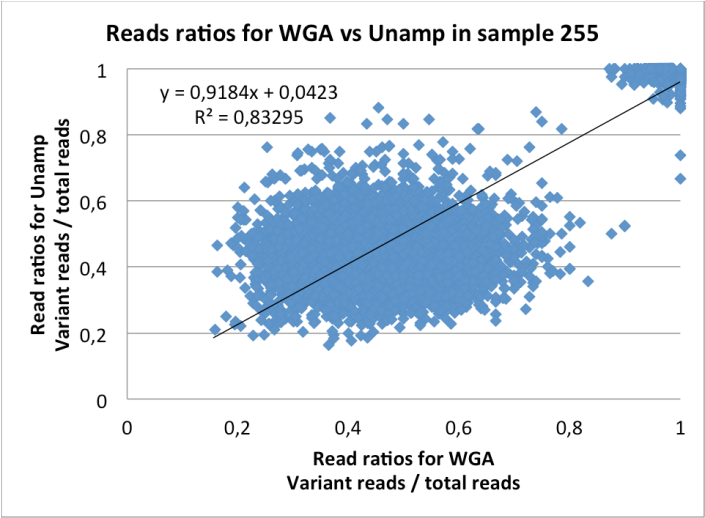 Reads ratios for WGA vs Unamp in sample 255
y = 0,9184x + 0,0423
R² = 0,83295
1
0,8
0,6
0,4
0,2
0
Read ratios for Unamp
Variant reads / total reads
0 0,2 0,4 0,6 0,8 1
Read ratios for WGA
Variant reads / total reads